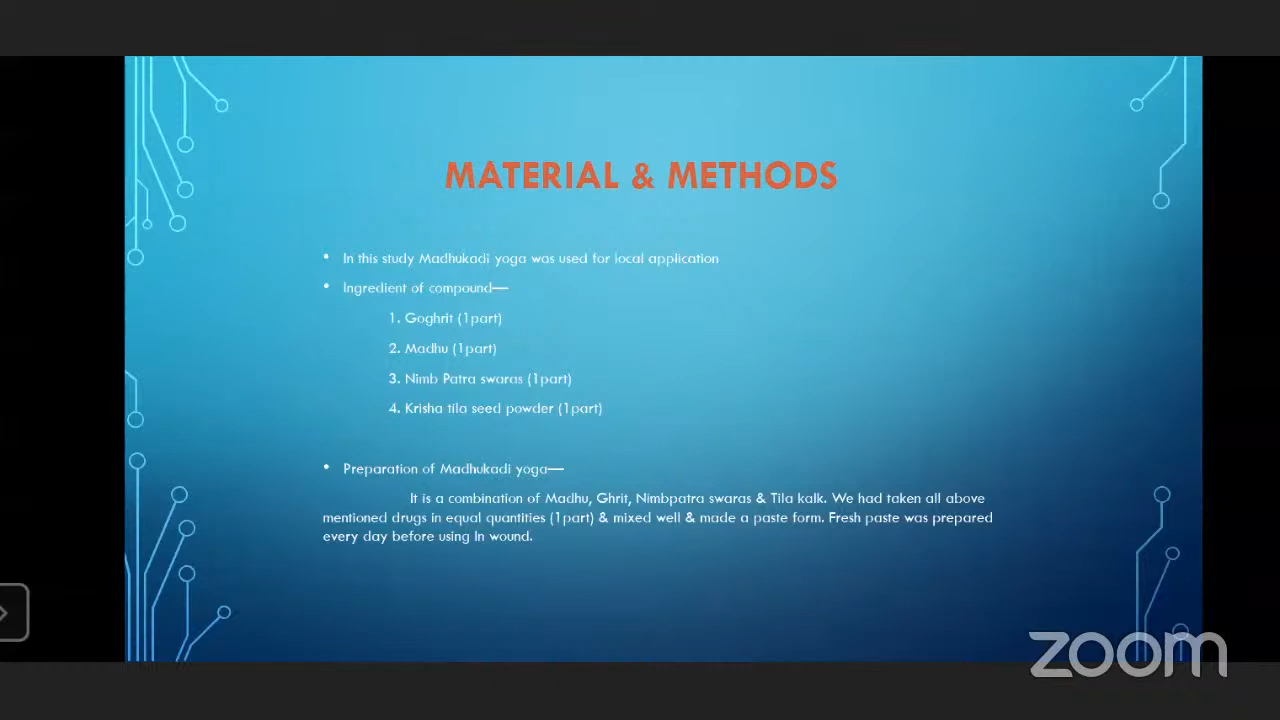 MATERIAL & METHODS
• In this study Madhukadi yoga was used for local application
• Ingredient of compound—
1. Goghrit (1part)
2. Madhu (1part)
3. Nimb Patra swaras (1part)
4. Krisha tila seed powder (1part)
• Preparation of Madhukadi yoga—
It is a combination of Madhu, Ghrit, Nimbpatra swaras & Tila kalk. We had taken all above
mentioned drugs in equal quantities (1part) & mixed well & made a paste form. Fresh paste was prepared
every day before using In wound.
zoom